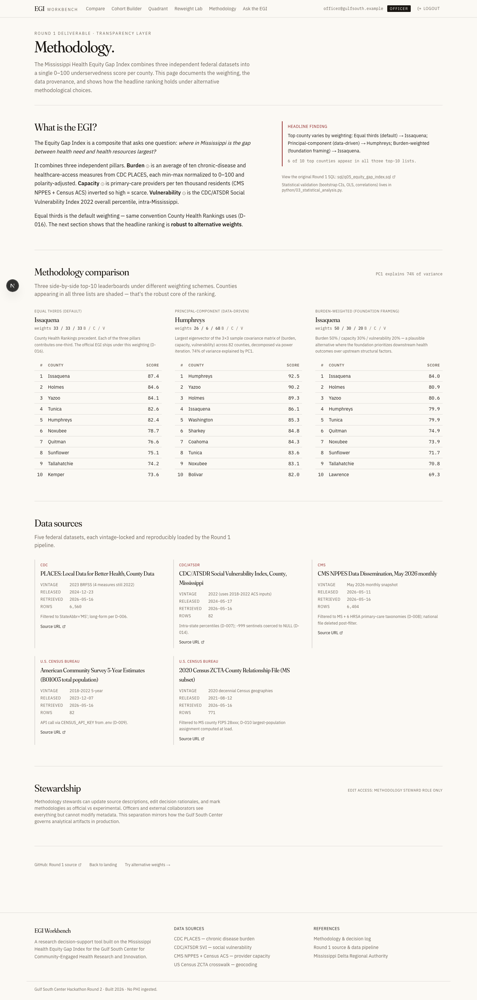 EGI WORKBENCH Compare Cohort Builder Quadrant Reweight Lab Methodology Ask the EGI officer@gulfsouth.example OFFICER LOGOUT
ROUND 1 DELIVERABLE · TRANSPARENCY LAYER
Methodology.
The Mississippi Health Equity Gap Index combines three independent federal datasets into
a single 0–100 underservedness score per county. This page documents the weighting, the
data provenance, and shows how the headline ranking holds under alternative
methodological choices.
What is the EGI?
The Equity Gap Index is a composite that asks one question: where in Mississippi is the gap
between health need and health resources largest?
It combines three independent pillars. Burden ⓘ is an average of ten chronic-disease and
healthcare-access measures from CDC PLACES, each min-max normalized to 0–100 and
polarity-adjusted. Capacity ⓘ is primary-care providers per ten thousand residents (CMS
NPPES + Census ACS) inverted so high = scarce. Vulnerability ⓘ is the CDC/ATSDR Social
Vulnerability Index 2022 overall percentile, intra-Mississippi.
Equal thirds is the default weighting — same convention County Health Rankings uses (D-
016). The next section shows that the headline ranking is robust to alternative weights.
HEADLINE FINDING
Top county varies by weighting: Equal thirds (default) → Issaquena;
Principal-component (data-driven) → Humphreys; Burden-weighted
(foundation framing) → Issaquena.
6 of 10 top counties appear in all three top-10 lists.
View the original Round 1 SQL: sql/q05_equity_gap_index.sql
Statistical validation (bootstrap CIs, OLS, correlations) lives in
python/03_statistical_analysis.py.
Methodology comparison
PC1 explains 74% of variance
Three side-by-side top-10 leaderboards under different weighting schemes. Counties
appearing in all three lists are shaded — that's the robust core of the ranking.
EQUAL THIRDS (DEFAULT)
Issaquena
weights 33 / 33 / 33 B / C / V
County Health Rankings precedent. Each of the three pillars
contributes one-third. The official EGI ships under this weighting (D-
016).
# COUNTY SCORE
1 Issaquena 87.4
2 Holmes 84.6
3 Yazoo 84.1
4 Tunica 82.6
5 Humphreys 82.4
6 Noxubee 78.7
7 Quitman 76.6
8 Sunflower 75.1
9 Tallahatchie 74.2
10 Kemper 73.6
PRINCIPAL-COMPONENT (DATA-DRIVEN)
Humphreys
weights 26 / 6 / 68 B / C / V
Largest eigenvector of the 3×3 sample covariance matrix of (burden,
capacity, vulnerability) across 82 counties, decomposed via power
iteration. 74% of variance explained by PC1.
# COUNTY SCORE
1 Humphreys 92.5
2 Yazoo 90.2
3 Holmes 89.3
4 Issaquena 86.1
5 Washington 85.3
6 Sharkey 84.8
7 Coahoma 84.3
8 Tunica 83.6
9 Noxubee 83.1
10 Bolivar 82.0
BURDEN-WEIGHTED (FOUNDATION FRAMING)
Issaquena
weights 50 / 30 / 20 B / C / V
Burden 50% / capacity 30% / vulnerability 20% — a plausible
alternative where the foundation prioritizes downstream health
outcomes over upstream structural factors.
# COUNTY SCORE
1 Issaquena 84.0
2 Holmes 80.9
3 Yazoo 80.6
4 Humphreys 79.9
5 Tunica 79.9
6 Quitman 74.9
7 Noxubee 73.9
8 Sunflower 71.7
9 Tallahatchie 70.8
10 Lawrence 69.3
Data sources
Five federal datasets, each vintage-locked and reproducibly loaded by the Round 1
pipeline.
CDC
PLACES: Local Data for Better Health, County Data
VINTAGE 2023 BRFSS (4 measures still 2022)
RELEASED 2024-12-23
RETRIEVED 2026-05-16
ROWS 6,560
Filtered to StateAbbr='MS'; long-form per D-006.
Source URL
CDC/ATSDR
CDC/ATSDR Social Vulnerability Index, County,
Mississippi
VINTAGE 2022 (uses 2018-2022 ACS inputs)
RELEASED 2024-05-17
RETRIEVED 2026-05-16
ROWS 82
Intra-state percentiles (D-007); -999 sentinels coerced to NULL (D-
014).
Source URL
CMS
CMS NPPES Data Dissemination, May 2026 monthly
VINTAGE May 2026 monthly snapshot
RELEASED 2026-05-11
RETRIEVED 2026-05-16
ROWS 6,404
Filtered to MS + 6 HRSA primary-care taxonomies (D-008); national
file deleted post-filter.
Source URL
U.S. CENSUS BUREAU
American Community Survey 5-Year Estimates
(B01003 total population)
VINTAGE 2018-2022 5-year
RELEASED 2023-12-07
RETRIEVED 2026-05-16
ROWS 82
API call via CENSUS_API_KEY from .env (D-009).
Source URL
U.S. CENSUS BUREAU
2020 Census ZCTA-County Relationship File (MS
subset)
VINTAGE 2020 decennial Census geographies
RELEASED 2021-08-12
RETRIEVED 2026-05-16
ROWS 771
Filtered to MS county FIPS 28xxx; D-010 largest-population
assignment computed at load.
Source URL
Stewardship
EDIT ACCESS: METHODOLOGY STEWARD ROLE ONLY
Methodology stewards can update source descriptions, edit decision rationales, and mark
methodologies as official vs experimental. Officers and external collaborators see
everything but cannot modify metadata. This separation mirrors how the Gulf South Center
governs analytical artifacts in production.
GitHub: Round 1 source Back to landing Try alternative weights →
EGI Workbench
A research decision-support tool built on the Mississippi
Health Equity Gap Index for the Gulf South Center for
Community-Engaged Health Research and Innovation.
DATA SOURCES
CDC PLACES — chronic disease burden
CDC/ATSDR SVI — social vulnerability
CMS NPPES + Census ACS — provider capacity
US Census ZCTA crosswalk — geocoding
REFERENCES
Methodology & decision log
Round 1 source & data pipeline
Mississippi Delta Regional Authority
Gulf South Center Hackathon Round 2 · Built 2026 · No PHI ingested.